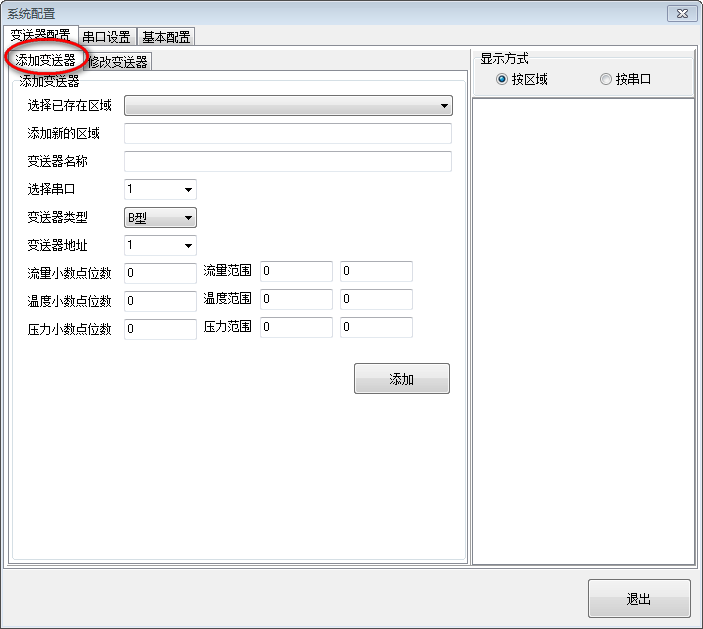 系统配置
变送器配置 串口设置 基本配置
添加变送器 修改变送器
添加变送器
选择已存在区域
添加新的区域
变送器名称
选择串口 1
变送器类型 B型
变送器地址 1
流量小数点位数 0 流量范围 0 0
温度小数点位数 0 温度范围 0 0
压力小数点位数 0 压力范围 0 0
添加
显示方式
按区域 按串口
退出